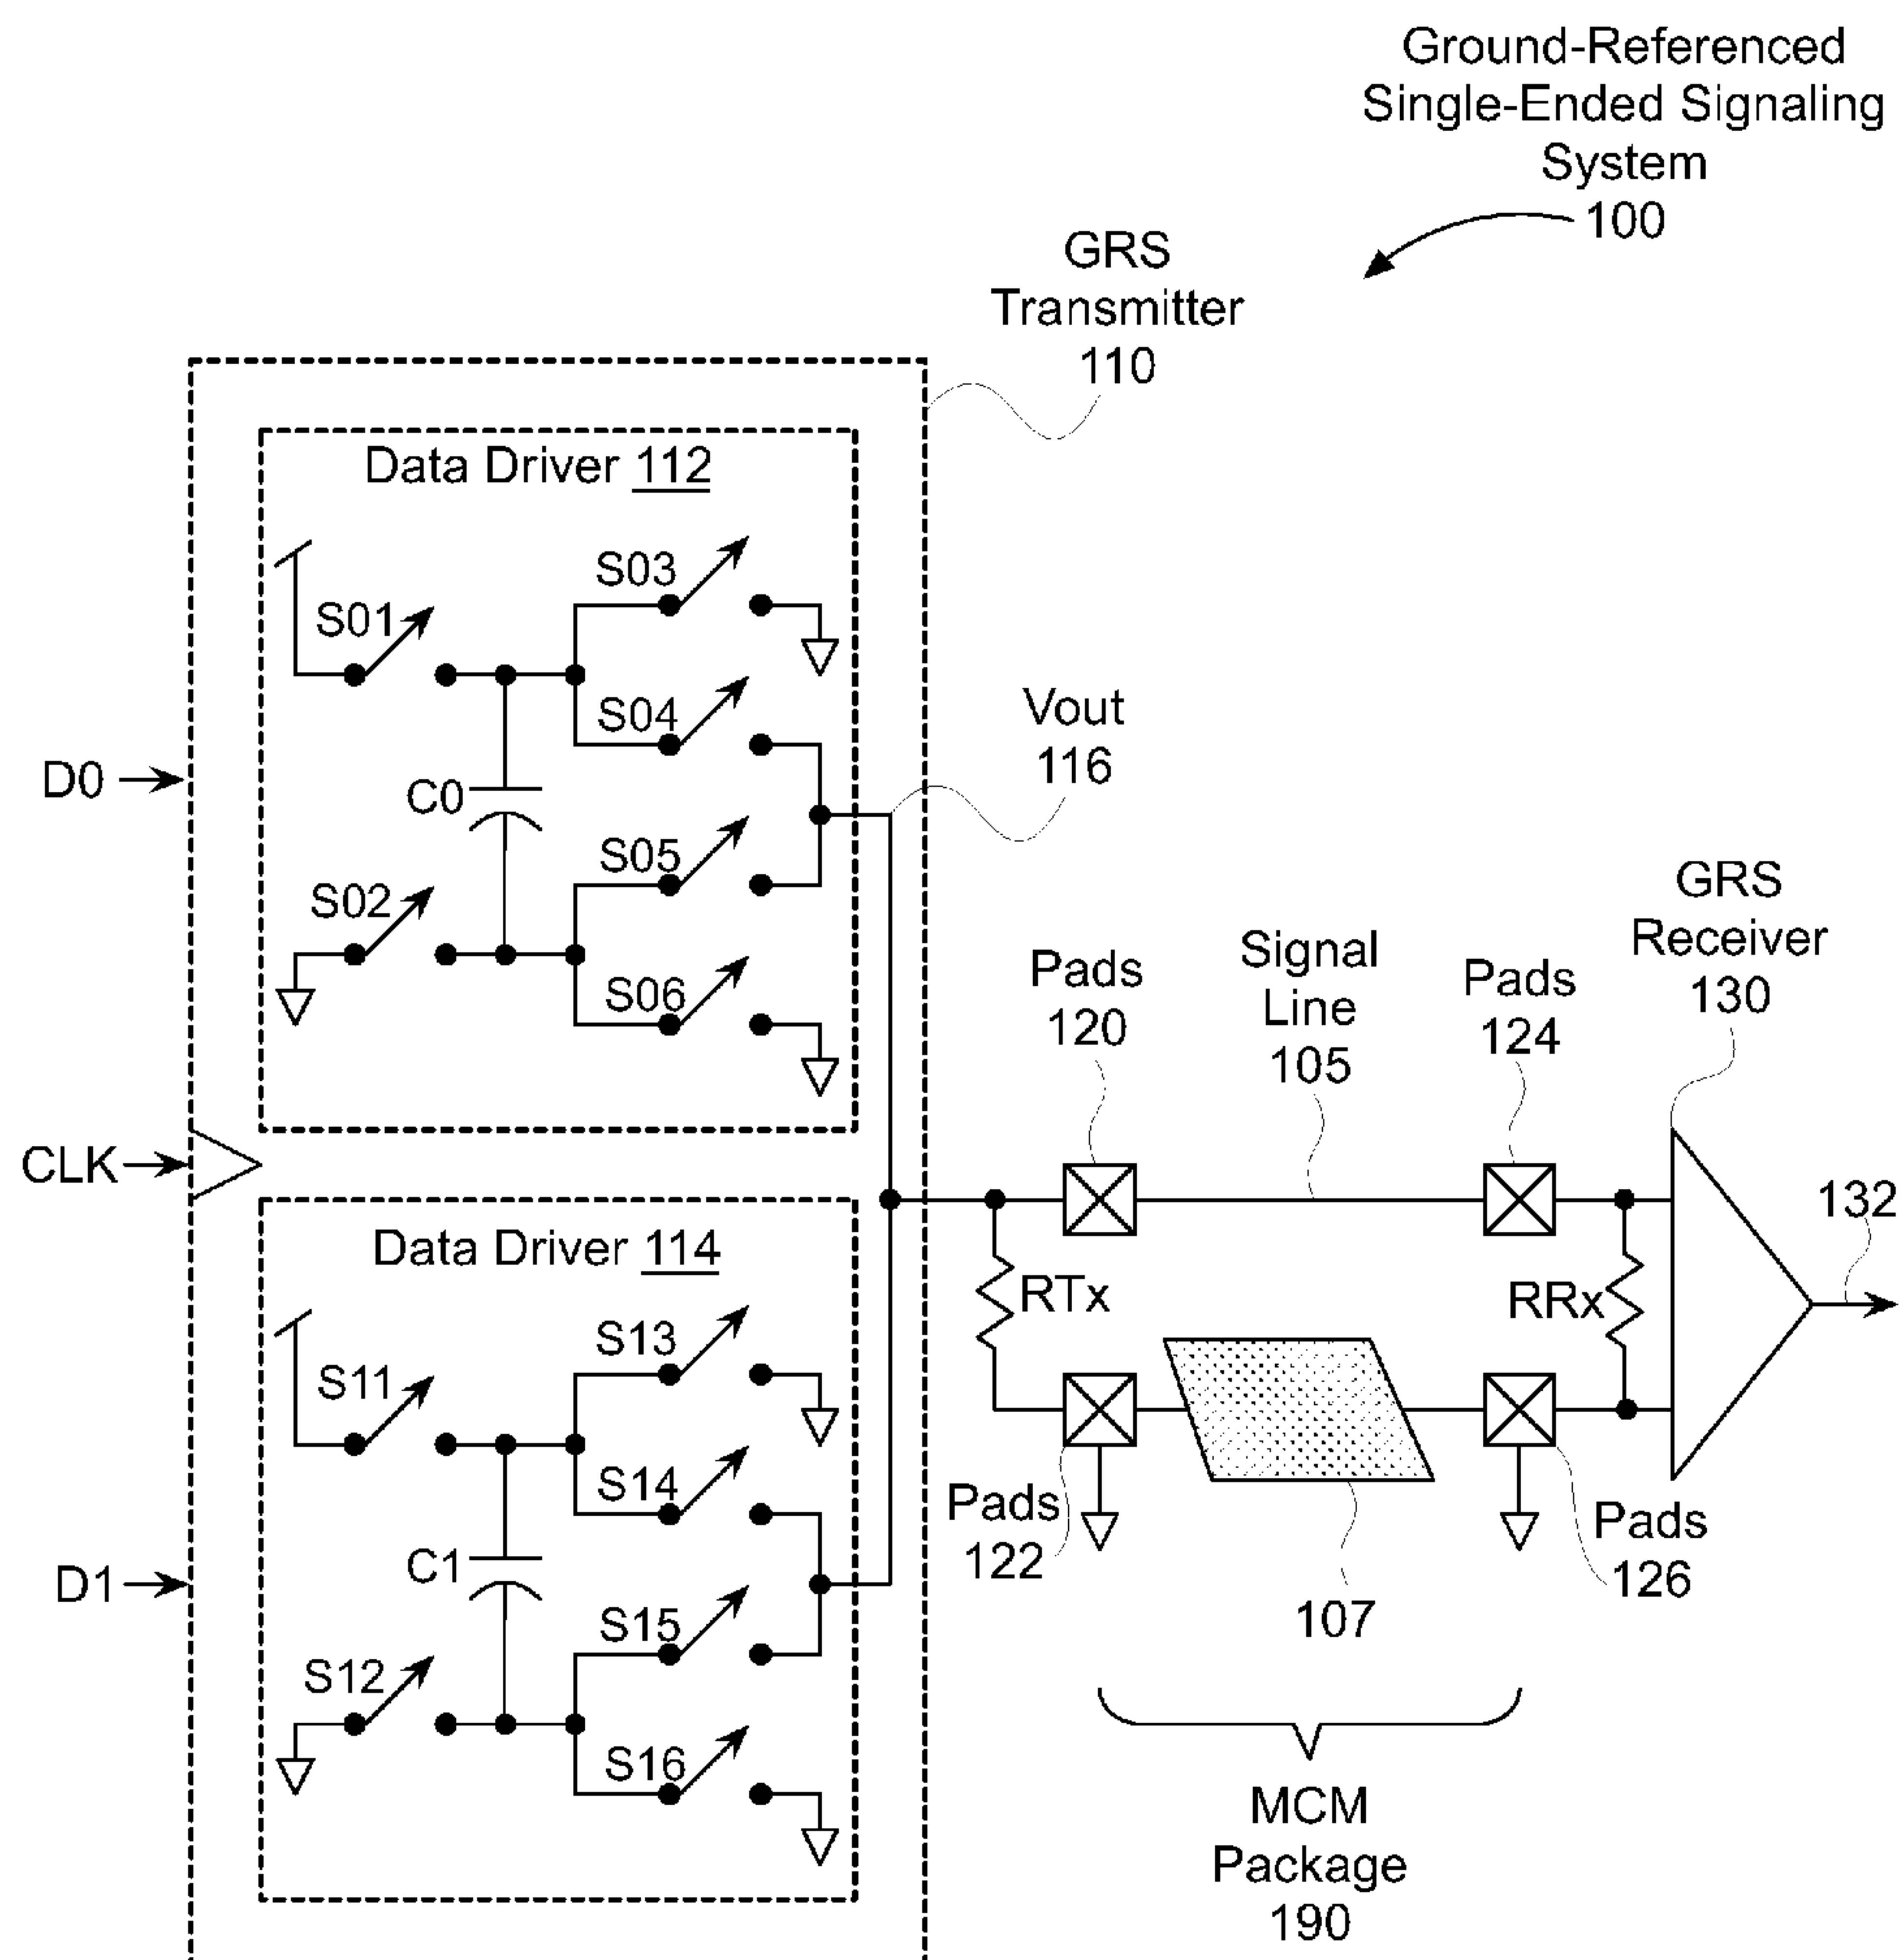 Ground-Referenced
Single-Ended Signaling
System
100
GRS
Transmitter
110
Data Driver 112
S03
S01
S04
Vout
116
D0
C0
S05
S02
S06
GRS
Receiver
130
Pads
120
Signal
Line
105
Pads
124
CLK
132
Data Driver 114
RTx
RRx
S13
S11
S14
Pads
122
Pads
126
C1
D1
S15
107
S12
S16
MCM
Package
190